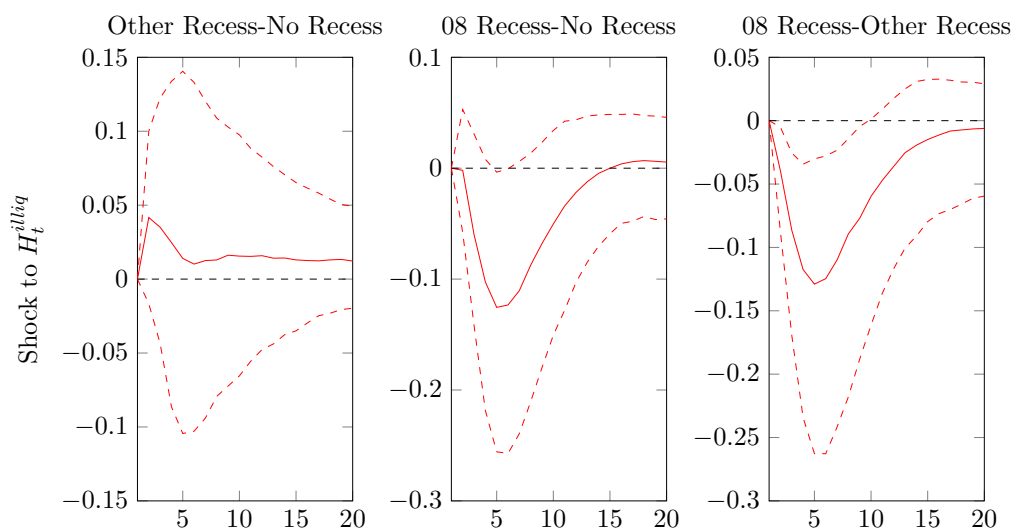 Other Recess-No Recess
08 Recess-No Recess
08 Recess-Other Recess
Shock to H_t^{illiq}
0.15
0.1
0.05
0
−0.05
−0.1
−0.15
5 10 15 20
0.1
0
−0.1
−0.2
−0.3
5 10 15 20
0.05
0
−0.05
−0.1
−0.15
−0.2
−0.25
−0.3
5 10 15 20